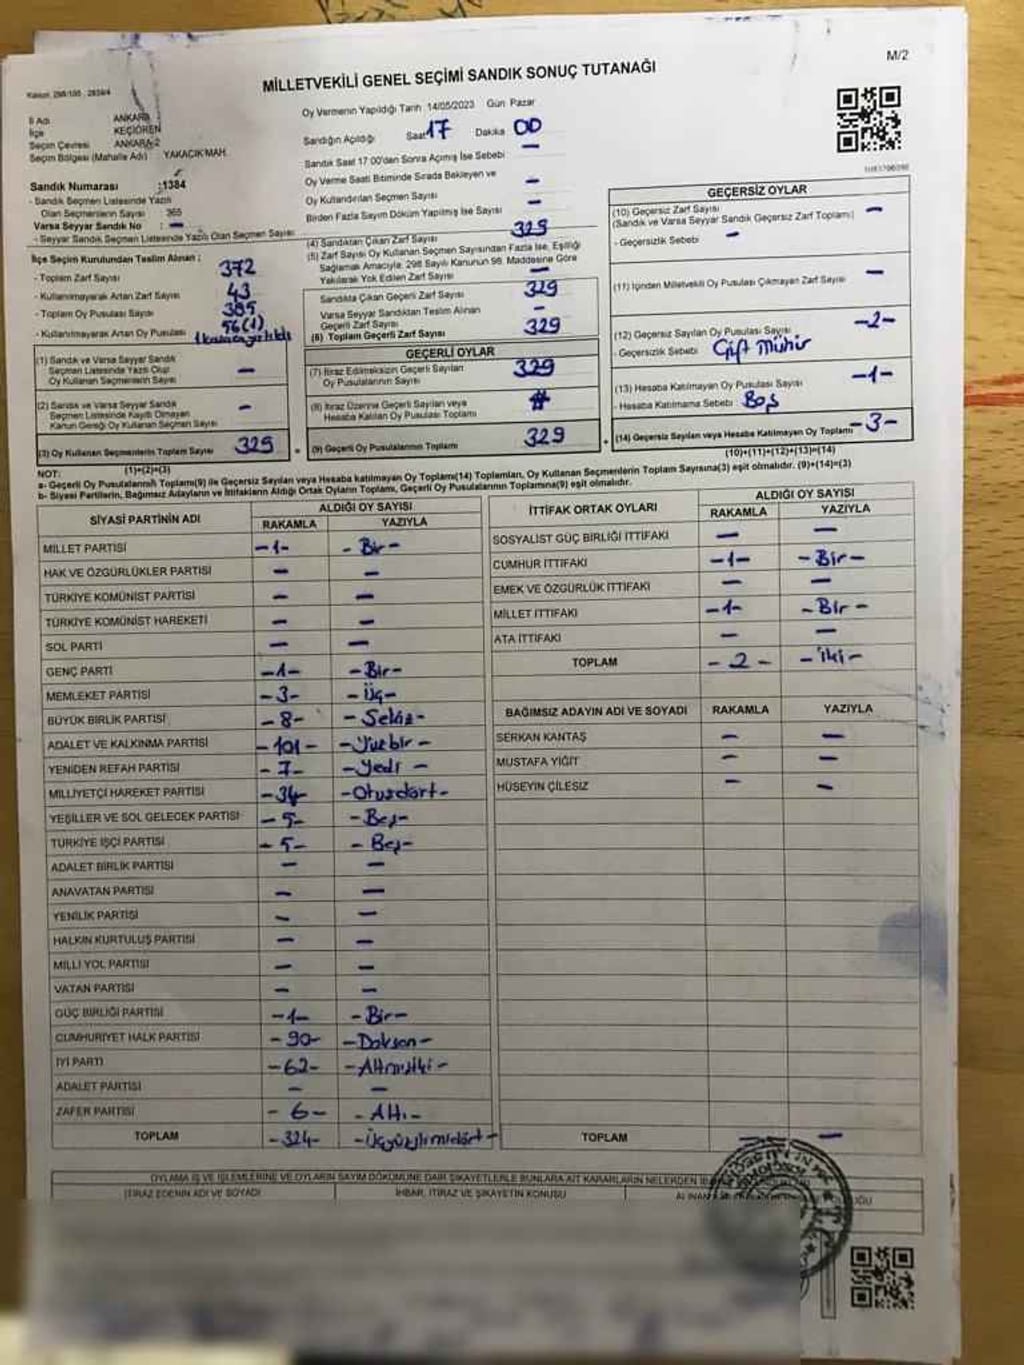 M/2
MİLLETVEKİLİ GENEL SEÇİMİ SANDIK SONUÇ TUTANAĞI
İl Adı ANKARA
İlçe KEÇİÖREN
Seçim Çevresi ANKARA-2
Seçim Bölgesi (Mahalle Adı) YAKACIK MAH.
Sandık Numarası :1384
- Sandık Seçmen Listesinde Yazılı
Olan Seçmenlerin Sayısı 365
Varsa Seyyar Sandık No : -
- Seyyar Sandık Seçmen Listesinde Yazılı Olan Seçmen Sayısı
İlçe Seçim Kurulundan Teslim Alınan :
- Toplam Zarf Sayısı 372
- Kullanılmayarak Artan Zarf Sayısı 43
- Toplam Oy Pusulası Sayısı 385
- Kullanılmayarak Artan Oy Pusulası 56(1)
(1) Sandık ve Varsa Seyyar Sandık
Seçmen Listesinde Yazılı Olup
Oy Kullanan Seçmenlerin Sayısı -
(2) Sandık ve Varsa Seyyar Sandık
Seçmen Listesinde Kayıtlı Olmayan
Kanun Gereği Oy Kullanan Seçmen Sayısı -
(3) Oy Kullanan Seçmenlerin Toplam Sayısı 329
(1)+(2)=(3)
Oy Vermenin Yapıldığı Tarih 14/05/2023 Gün Pazar
Sandığın Açıldığı Saat 17 Dakika 00
Sandık Saat 17 00'den Sonra Açılmış İse Sebebi -
Oy Verme Saati Bitiminde Sırada Bekleyen ve
Oy Kullandırılan Seçmen Sayısı -
Birden Fazla Sayım Döküm Yapılmış İse Sayısı -
(4) Sandıktan Çıkan Zarf Sayısı 329
(5) Zarf Sayısı Oy Kullanan Seçmen Sayısından Fazla İse, Eşitliği
Sağlamak Amacıyla, 298 Sayılı Kanunun 98. Maddesine Göre
Yakılarak Yok Edilen Zarf Sayısı -
Sandıkta Çıkan Geçerli Zarf Sayısı 329
Varsa Seyyar Sandıktan Teslim Alınan
Geçerli Zarf Sayısı -
(6) Toplam Geçerli Zarf Sayısı 329
GEÇERLİ OYLAR
(7) İtiraz Edilmeksizin Geçerli Sayılan
Oy Pusulalarının Sayısı 329
(8) İtiraz Üzerine Geçerli Sayılan veya
Hesaba Katılan Oy Pusulası Toplamı
(9) Geçerli Oy Pusulalarının Toplamı 329
GEÇERSİZ OYLAR
(10) Geçersiz Zarf Sayısı -
(Sandık ve Varsa Seyyar Sandık Geçersiz Zarf Toplamı)
- Geçersizlik Sebebi -
(11) İçinden Milletvekili Oy Pusulası Çıkmayan Zarf Sayısı -
(12) Geçersiz Sayılan Oy Pusulası Sayısı -2-
- Geçersizlik Sebebi Çift Mühür
(13) Hesaba Katılmayan Oy Pusulası Sayısı -1-
- Hesaba Katılmama Sebebi Boş
(14) Geçersiz Sayılan veya Hesaba Katılmayan Oy Toplamı -3-
(10)+(11)+(12)+(13)=(14)
NOT:
a- Geçerli Oy Pusulalarının Toplamı(9) ile Geçersiz Sayılan veya Hesaba katılmayan Oy Toplamı(14) Toplamları, Oy Kullanan Seçmenlerin Toplam Sayısına(3) eşit olmalıdır. (9)+(14)=(3)
b- Siyasi Partilerin, Bağımsız Adayların ve İttifakların Aldığı Ortak Oyların Toplamı, Geçerli Oy Pusulalarının Toplamına(9) eşit olmalıdır.
SİYASİ PARTİNİN ADI ALDIĞI OY SAYISI
RAKAMLA YAZIYLA
MİLLET PARTİSİ -1- -Bir-
HAK VE ÖZGÜRLÜKLER PARTİSİ - -
TÜRKİYE KOMÜNİST PARTİSİ - -
TÜRKİYE KOMÜNİST HAREKETİ - -
SOL PARTİ - -
GENÇ PARTİ -1- -Bir-
MEMLEKET PARTİSİ -3- -Üç-
BÜYÜK BİRLİK PARTİSİ -8- -Sekiz-
ADALET VE KALKINMA PARTİSİ -101- -Yüzbir-
YENİDEN REFAH PARTİSİ -7- -Yedi-
MİLLİYETÇİ HAREKET PARTİSİ -34- -Otuzdört-
YEŞİLLER VE SOL GELECEK PARTİSİ -5- -Beş-
TÜRKİYE İŞÇİ PARTİSİ -5- -Beş-
ADALET BİRLİK PARTİSİ - -
ANAVATAN PARTİSİ - -
YENİLİK PARTİSİ - -
HALKIN KURTULUŞ PARTİSİ - -
MİLLİ YOL PARTİSİ - -
VATAN PARTİSİ - -
GÜÇ BİRLİĞİ PARTİSİ -1- -Bir-
CUMHURİYET HALK PARTİSİ -90- -Doksan-
İYİ PARTİ -62- -Altmışiki-
ADALET PARTİSİ - -
ZAFER PARTİSİ -6- -Altı-
TOPLAM -324- -Üçyüzyirmidört-
İTTİFAK ORTAK OYLARI ALDIĞI OY SAYISI
RAKAMLA YAZIYLA
SOSYALİST GÜÇ BİRLİĞİ İTTİFAKI - -
CUMHUR İTTİFAKI -1- -Bir-
EMEK VE ÖZGÜRLÜK İTTİFAKI - -
MİLLET İTTİFAKI -1- -Bir-
ATA İTTİFAKI - -
TOPLAM -2- -İki-
BAĞIMSIZ ADAYIN ADI VE SOYADI RAKAMLA YAZIYLA
SERKAN KANTAŞ - -
MUSTAFA YİĞİT - -
HÜSEYİN ÇİLESİZ - -
TOPLAM - -
OYLAMA İŞ VE İŞLEMLERİNE VE OYLARIN SAYIM DÖKÜMÜNE DAİR ŞİKAYETLERLE BUNLARA AİT KARARLARIN NELERDEN
İTİRAZ EDENİN ADI VE SOYADI İHBAR, İTİRAZ VE ŞİKAYETİN KONUSU